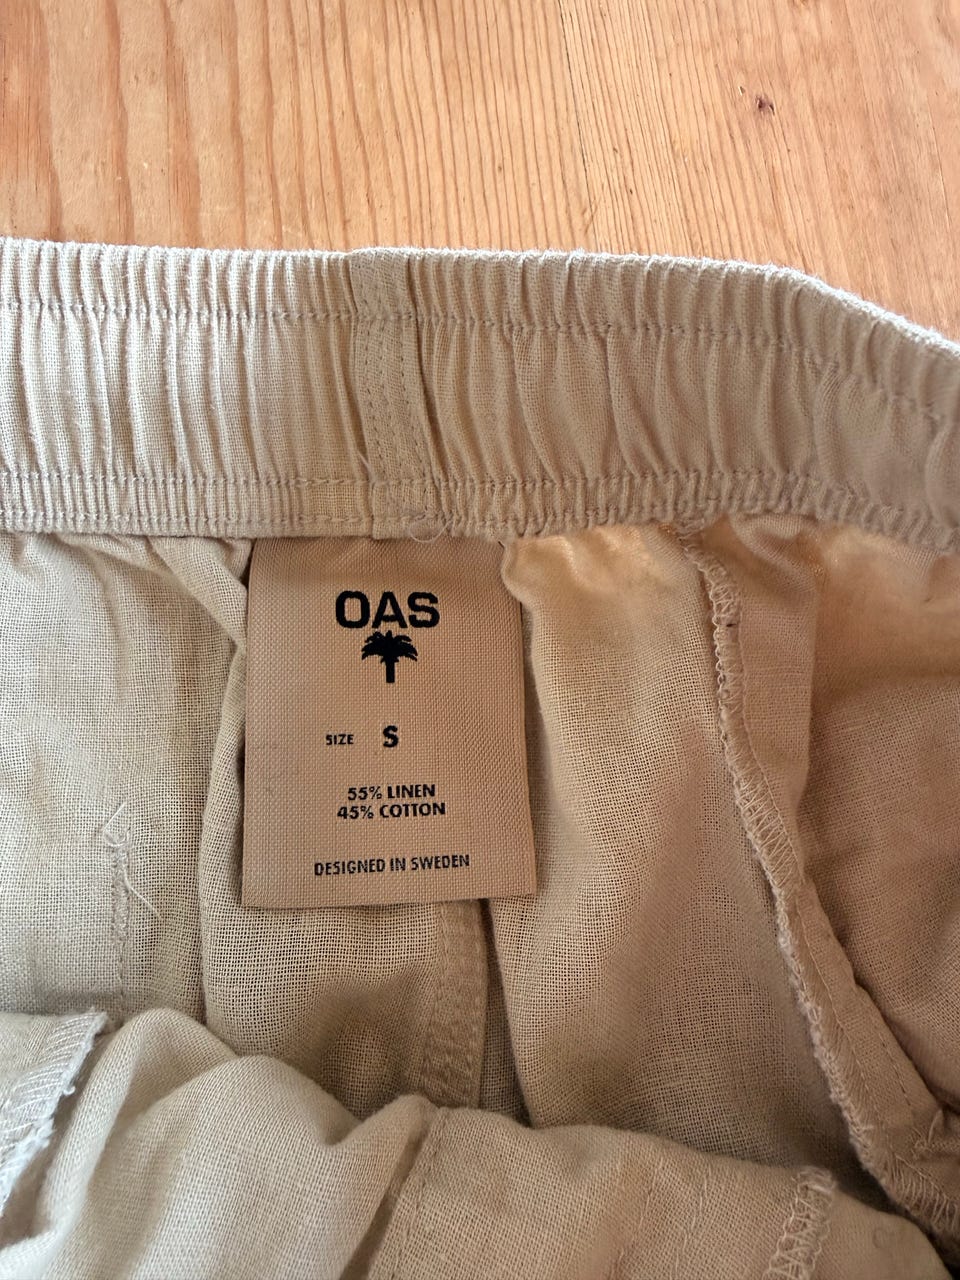 OAS
SIZE S
55% LINEN
45% COTTON
DESIGNED IN SWEDEN